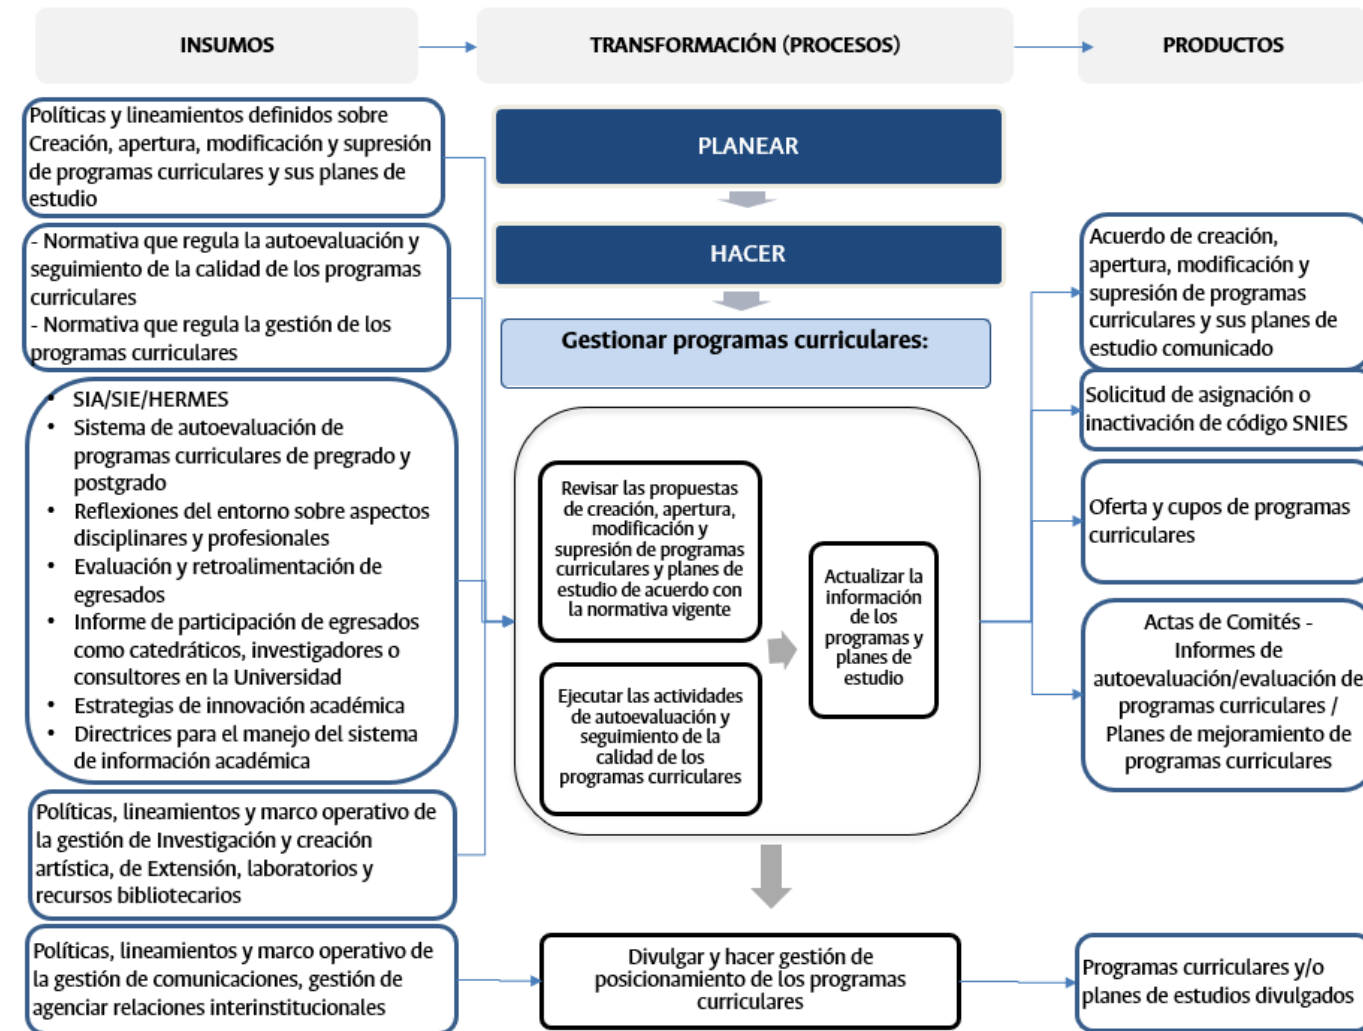 INSUMOS
TRANSFORMACIÓN (PROCESOS)
PRODUCTOS
Políticas y lineamientos definidos sobre
Creación, apertura, modificación y supresión
de programas curriculares y sus planes de
estudio
- Normativa que regula la autoevaluación y
seguimiento de la calidad de los programas
curriculares
- Normativa que regula la gestión de los
programas curriculares
• SIA/SIE/HERMES
• Sistema de autoevaluación de
programas curriculares de pregrado y
postgrado
• Reflexiones del entorno sobre aspectos
disciplinares y profesionales
• Evaluación y retroalimentación de
egresados
• Informe de participación de egresados
como catedráticos, investigadores o
consultores en la Universidad
• Estrategias de innovación académica
• Directrices para el manejo del sistema
de información académica
Políticas, lineamientos y marco operativo de
la gestión de Investigación y creación
artística, de Extensión, laboratorios y
recursos bibliotecarios
Políticas, lineamientos y marco operativo de
la gestión de comunicaciones, gestión de
agenciar relaciones interinstitucionales
PLANEAR
HACER
Gestionar programas curriculares:
Revisar las propuestas
de creación, apertura,
modificación y
supresión de programas
curriculares y planes de
estudio de acuerdo con
la normativa vigente
Ejecutar las actividades
de autoevaluación y
seguimiento de la
calidad de los
programas curriculares
Actualizar la
información
de los
programas y
planes de
estudio
Divulgar y hacer gestión de
posicionamiento de los programas
curriculares
Acuerdo de creación,
apertura, modificación y
supresión de programas
curriculares y sus planes de
estudio comunicado
Solicitud de asignación o
inactivación de código SNIES
Oferta y cupos de programas
curriculares
Actas de Comités -
Informes de
autoevaluación/evaluación de
programas curriculares /
Planes de mejoramiento de
programas curriculares
Programas curriculares y/o
planes de estudios divulgados